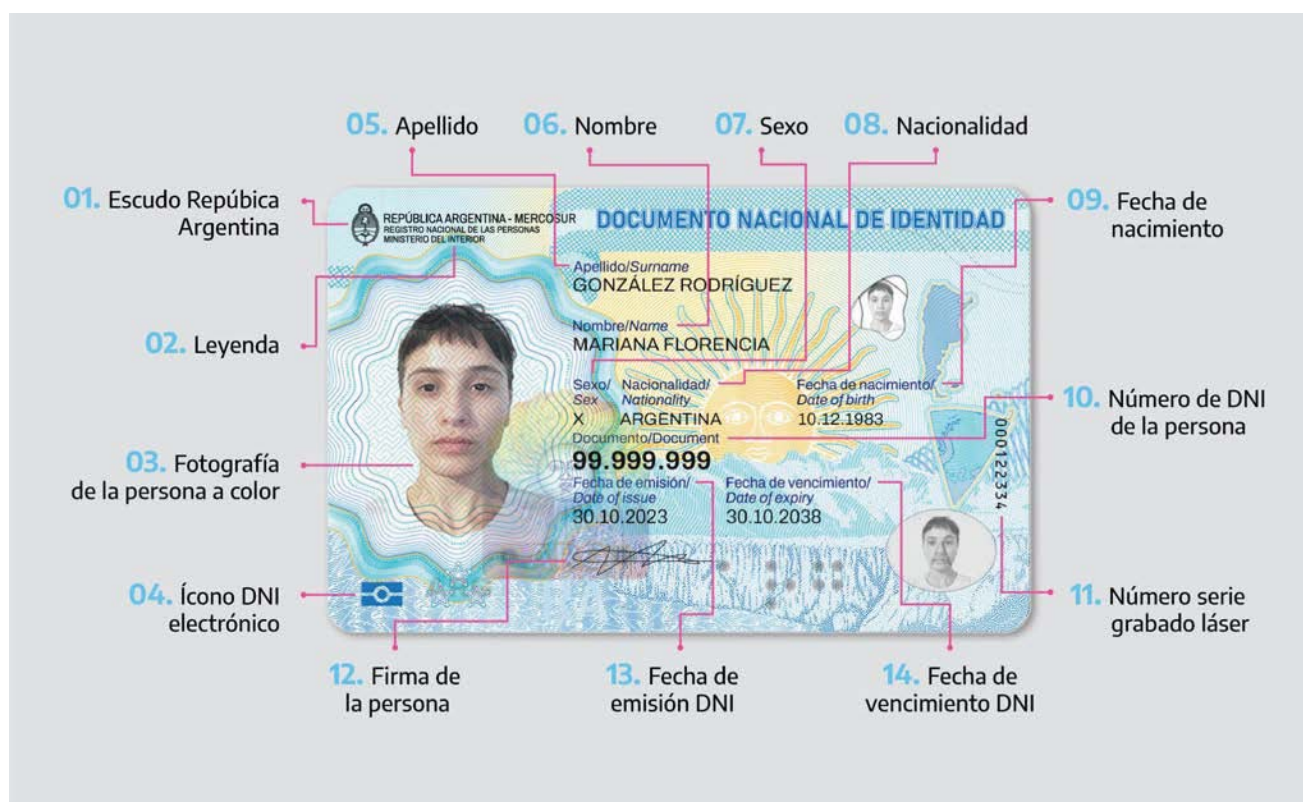 05. Apellido
06. Nombre
07. Sexo
08. Nacionalidad
01. Escudo Repúbica
Argentina
09. Fecha de
nacimiento
02. Leyenda
03. Fotografía
de la persona a color
04. Ícono DNI
electrónico
REPÚBLICA ARGENTINA - MERCOSUR
REGISTRO NACIONAL DE LAS PERSONAS
MINISTERIO DEL INTERIOR
DOCUMENTO NACIONAL DE IDENTIDAD
Apellido/Surname
GONZÁLEZ RODRÍGUEZ
Nombre/Name
MARIANA FLORENCIA
Sexo/ Nacionalidad/ Fecha de nacimiento/
Sex Nationality Date of birth
X ARGENTINA 10.12.1983
Documento/Document
99.999.999
Fecha de emisión/ Fecha de vencimiento/
Date of issue Date of expiry
30.10.2023 30.10.2038
000122334
10. Número de DNI
de la persona
11. Número serie
grabado láser
12. Firma de
la persona
13. Fecha de
emisión DNI
14. Fecha de
vencimiento DNI